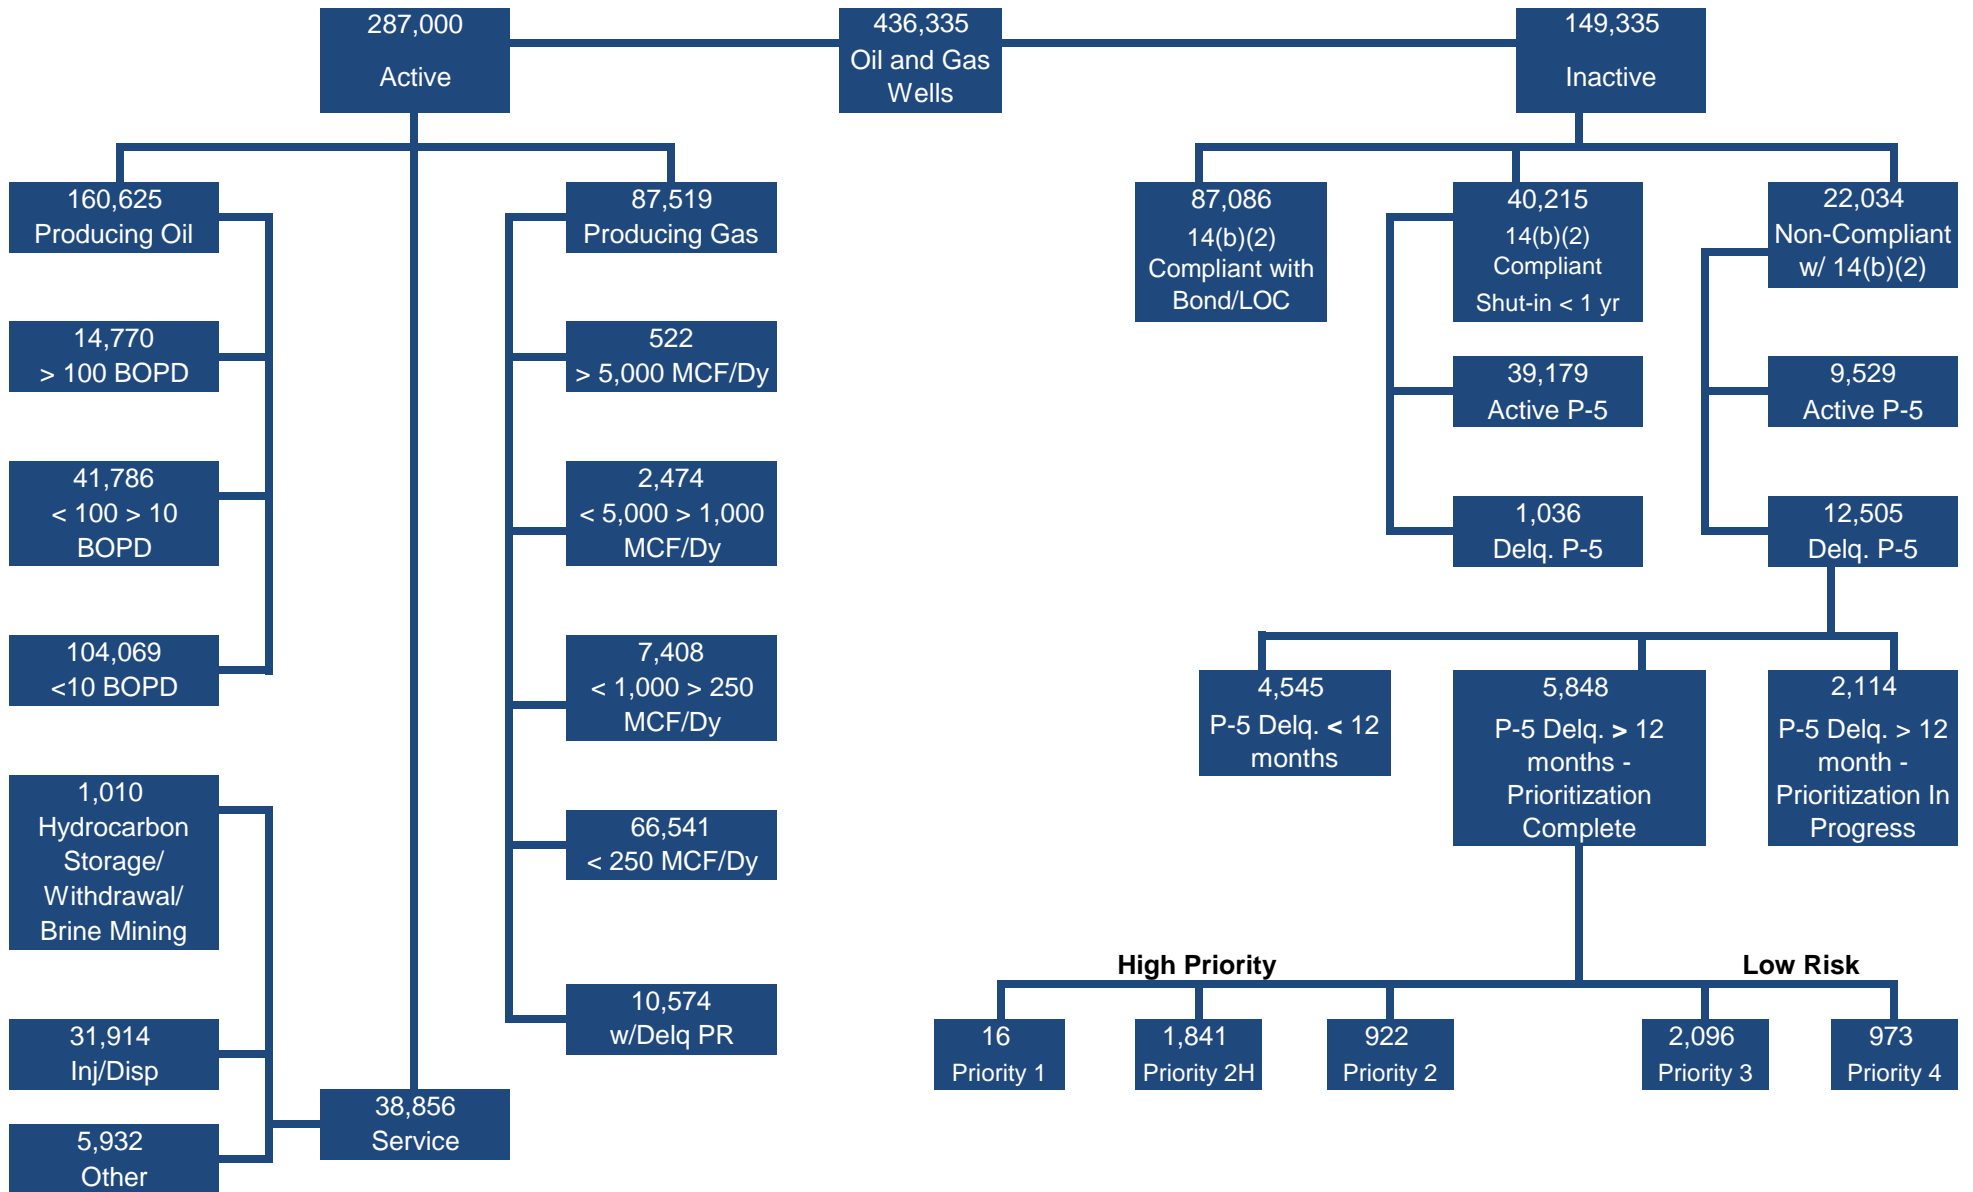 287,000
Active
436,335
Oil and Gas
Wells
149,335
Inactive
160,625
Producing Oil
14,770
> 100 BOPD
41,786
< 100 > 10
BOPD
104,069
<10 BOPD
1,010
Hydrocarbon
Storage/
Withdrawal/
Brine Mining
31,914
Inj/Disp
5,932
Other
38,856
Service
87,519
Producing Gas
522
> 5,000 MCF/Dy
2,474
< 5,000 > 1,000
MCF/Dy
7,408
< 1,000 > 250
MCF/Dy
66,541
< 250 MCF/Dy
10,574
w/Delq PR
87,086
14(b)(2)
Compliant with
Bond/LOC
40,215
14(b)(2)
Compliant
Shut-in < 1 yr
39,179
Active P-5
1,036
Delq. P-5
22,034
Non-Compliant
w/ 14(b)(2)
9,529
Active P-5
12,505
Delq. P-5
4,545
P-5 Delq. < 12
months
5,848
P-5 Delq. > 12
months -
Prioritization
Complete
2,114
P-5 Delq. > 12
month -
Prioritization In
Progress
High Priority
Low Risk
16
Priority 1
1,841
Priority 2H
922
Priority 2
2,096
Priority 3
973
Priority 4